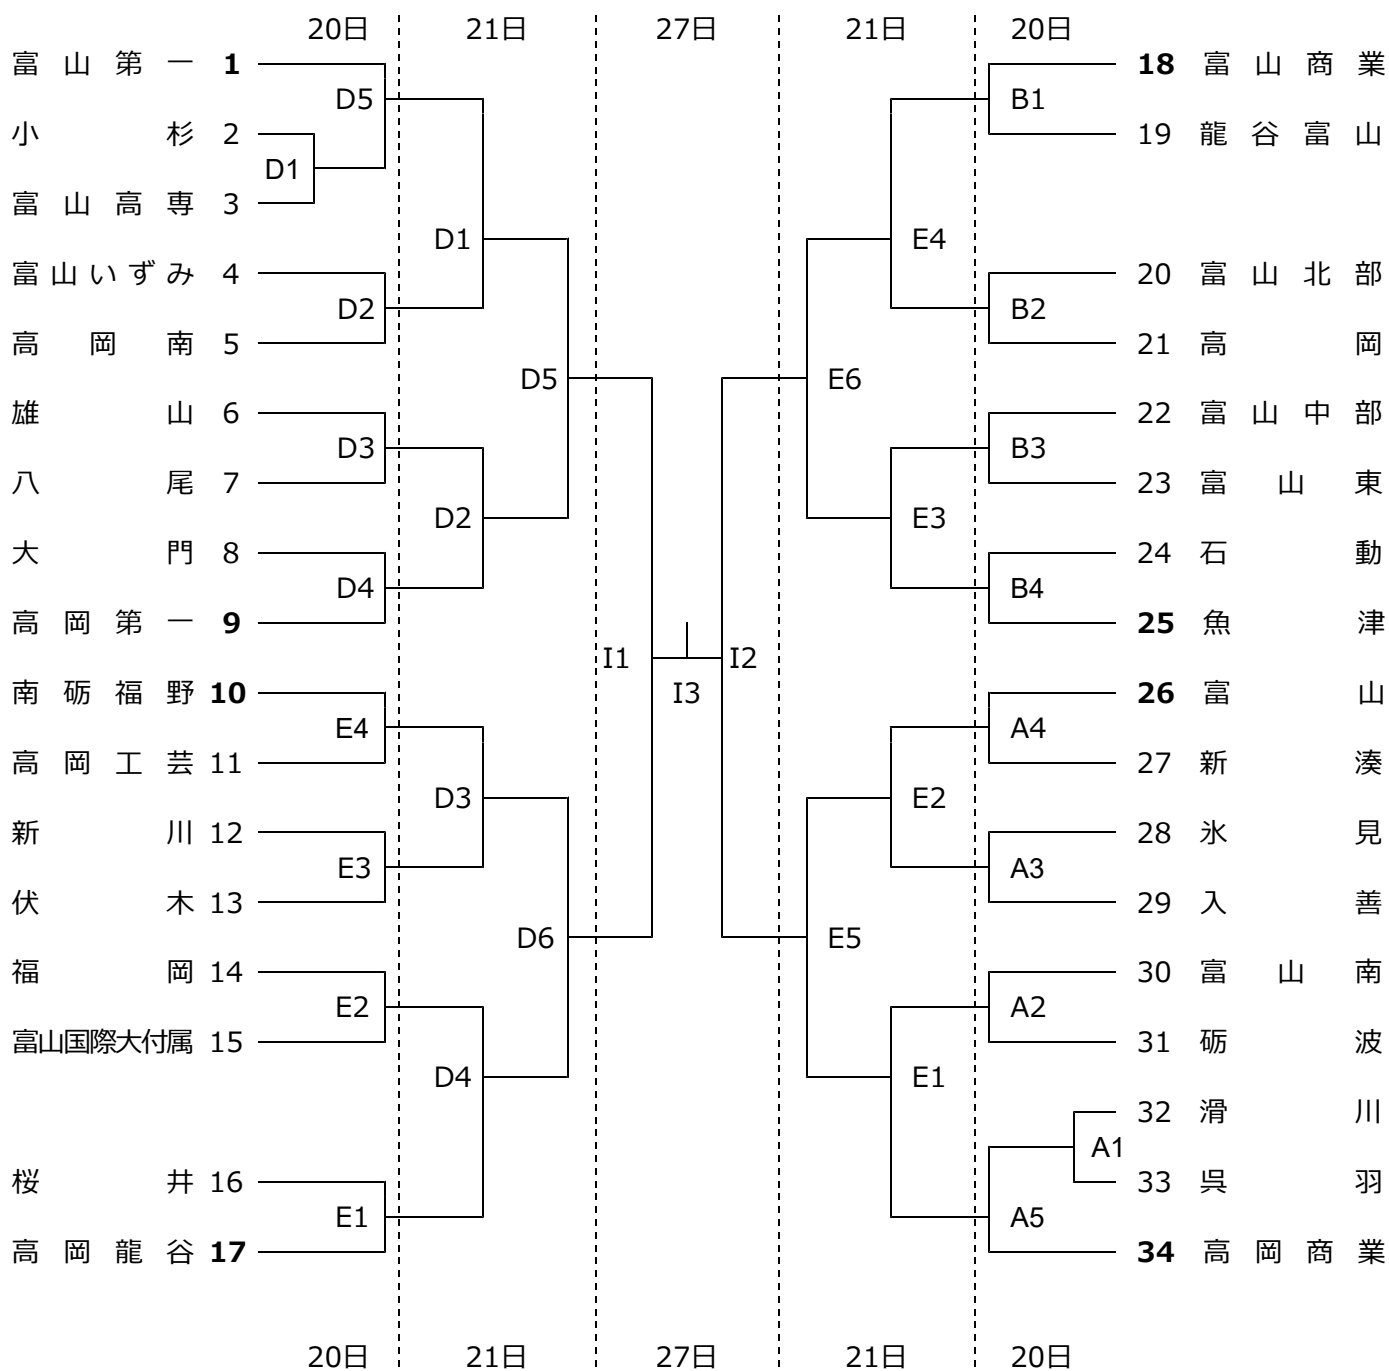 20日 21日 27日 21日 20日
富山第一 1 18 富山商業
D5 B1
小杉 2 19 龍谷富山
D1
富山高専 3
D1 E4
富山いずみ 4 20 富山北部
D2 B2
高岡南 5 21 高岡
D5 E6
雄山 6 22 富山中部
D3 B3
八尾 7 23 富山東
D2 E3
大門 8 24 石動
D4 B4
高岡第一 9 25 魚津
I1 I2
南砺福野 10 I3 26 富山
E4 A4
高岡工芸 11 27 新湊
D3 E2
新川 12 28 氷見
E3 A3
伏木 13 29 入善
D6 E5
福岡 14 30 富山南
E2 A2
富山国際大付属 15 31 砺波
D4 E1
32 滑川
A1
桜井 16 33 呉羽
E1 A5
高岡龍谷 17 34 高岡商業
20日 21日 27日 21日 20日